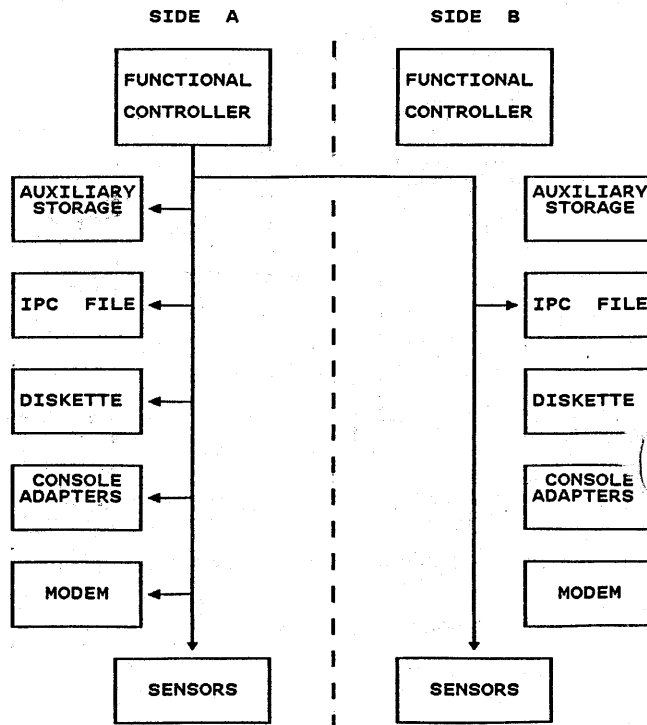 SIDE A
SIDE B
FUNCTIONAL
CONTROLLER
FUNCTIONAL
CONTROLLER
AUXILIARY
STORAGE
AUXILIARY
STORAGE
IPC FILE
IPC FILE
DISKETTE
DISKETTE
CONSOLE
ADAPTERS
CONSOLE
ADAPTERS
MODEM
MODEM
SENSORS
SENSORS